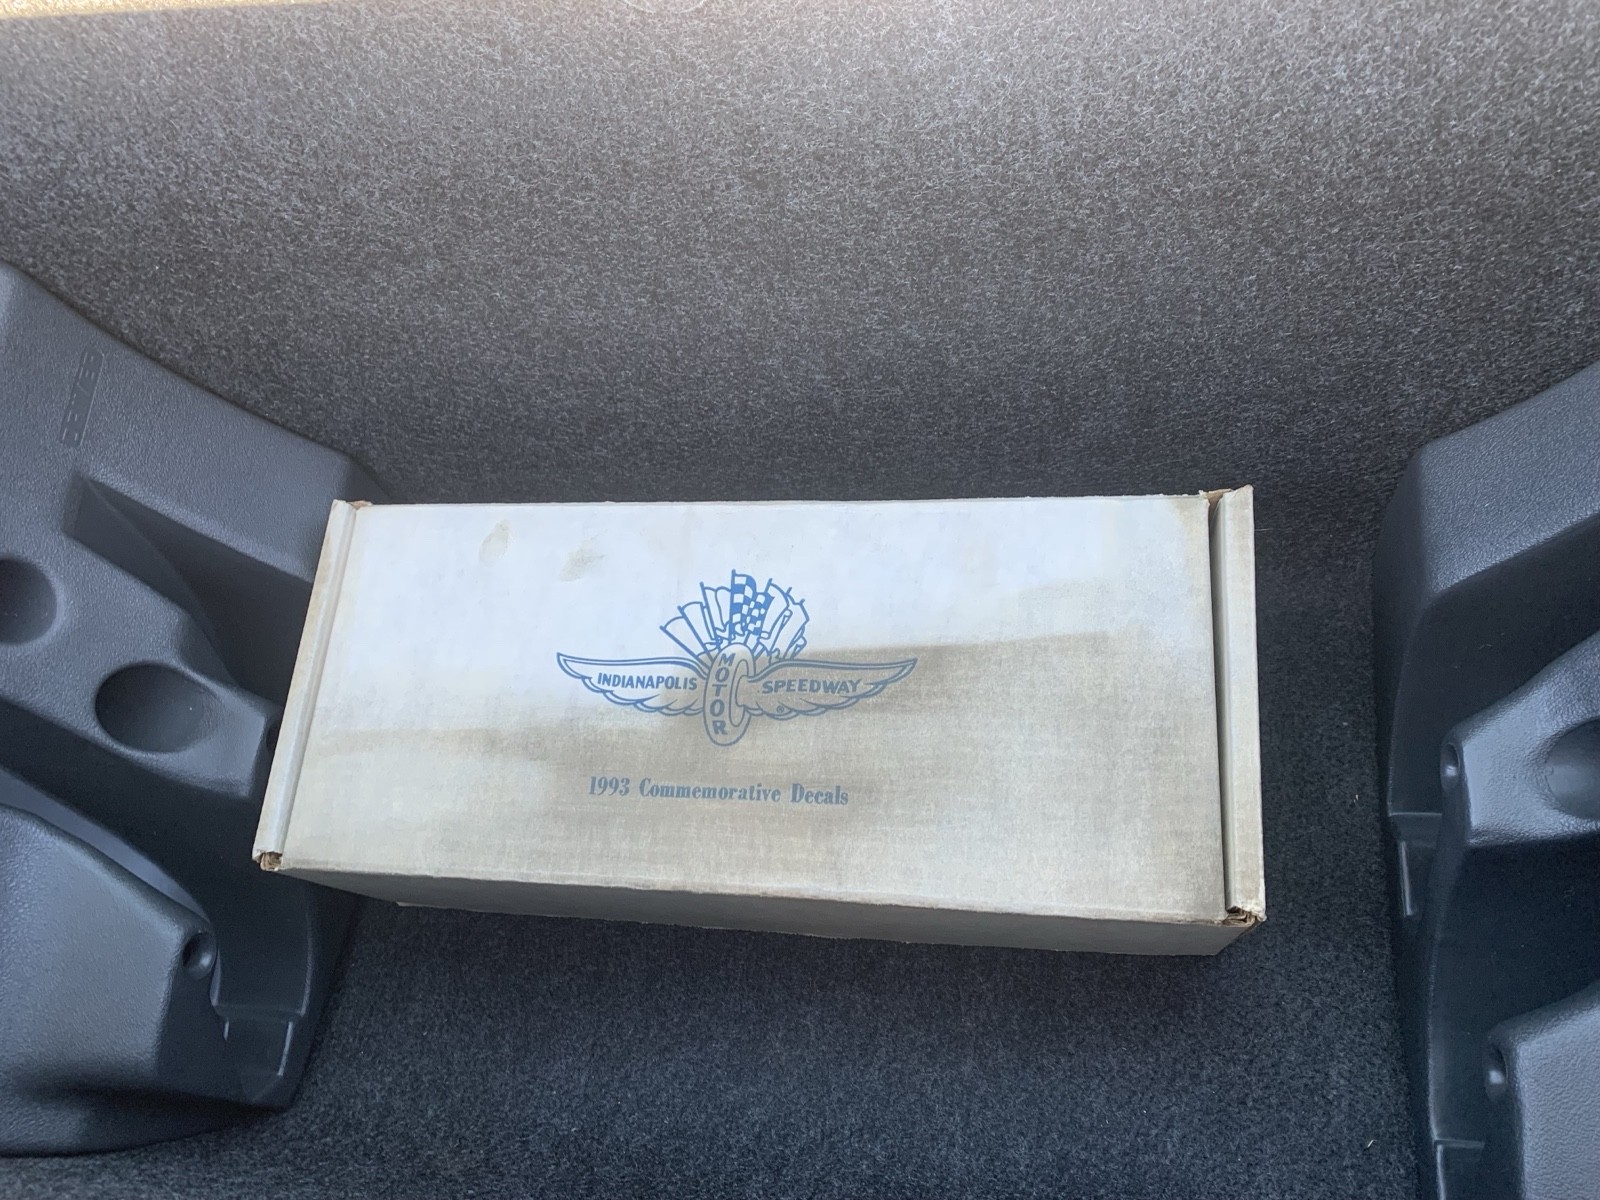 INDIANAPOLIS MOTOR SPEEDWAY
®
1993 Commemorative Decals